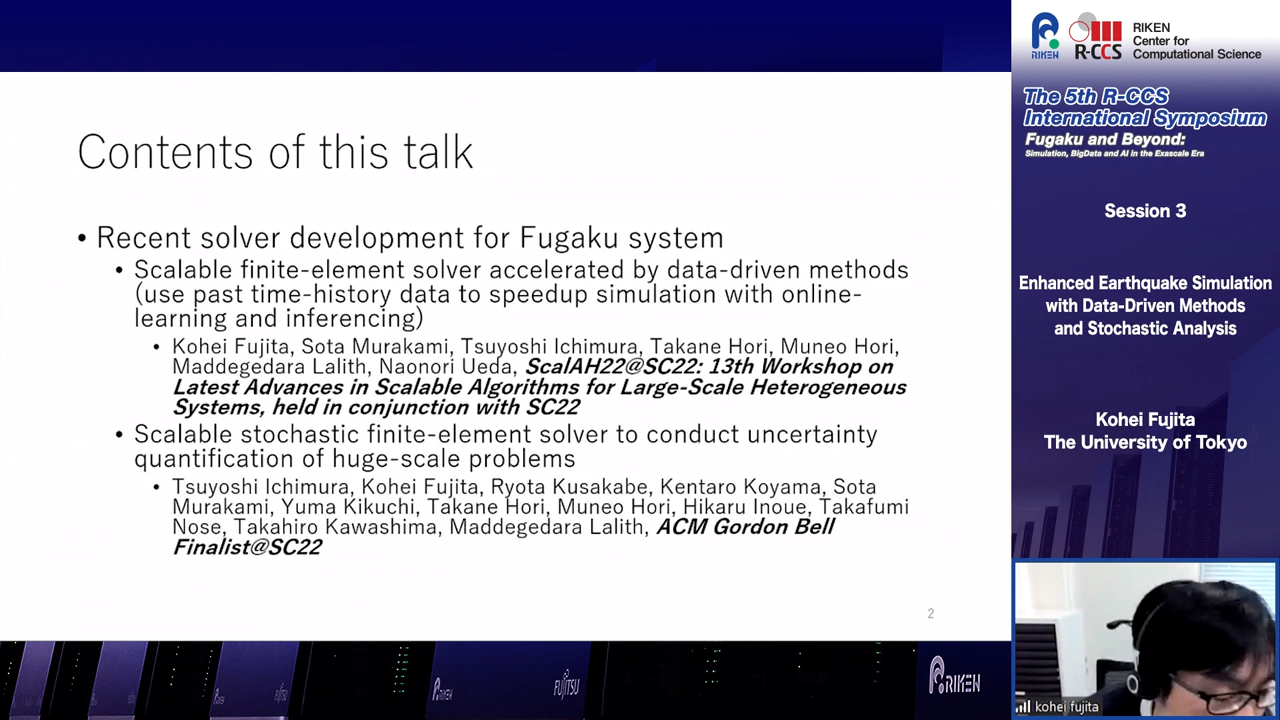 Contents of this talk
• Recent solver development for Fugaku system
• Scalable finite-element solver accelerated by data-driven methods
(use past time-history data to speedup simulation with online-
learning and inferencing)
• Kohei Fujita, Sota Murakami, Tsuyoshi Ichimura, Takane Hori, Muneo Hori,
Maddegedara Lalith, Naonori Ueda, ScalAH22@SC22: 13th Workshop on
Latest Advances in Scalable Algorithms for Large-Scale Heterogeneous
Systems, held in conjunction with SC22
• Scalable stochastic finite-element solver to conduct uncertainty
quantification of huge-scale problems
• Tsuyoshi Ichimura, Kohei Fujita, Ryota Kusakabe, Kentaro Koyama, Sota
Murakami, Yuma Kikuchi, Takane Hori, Muneo Hori, Hikaru Inoue, Takafumi
Nose, Takahiro Kawashima, Maddegedara Lalith, ACM Gordon Bell
Finalist@SC22
2
RIKEN
FUJITSU
RIKEN
RIKEN
R-CCS
RIKEN
Center for
Computational Science
The 5th R-CCS
International Symposium
Fugaku and Beyond:
Simulation, BigData and AI in the Exascale Era
Session 3
Enhanced Earthquake Simulation
with Data-Driven Methods
and Stochastic Analysis
Kohei Fujita
The University of Tokyo
kohei fujita